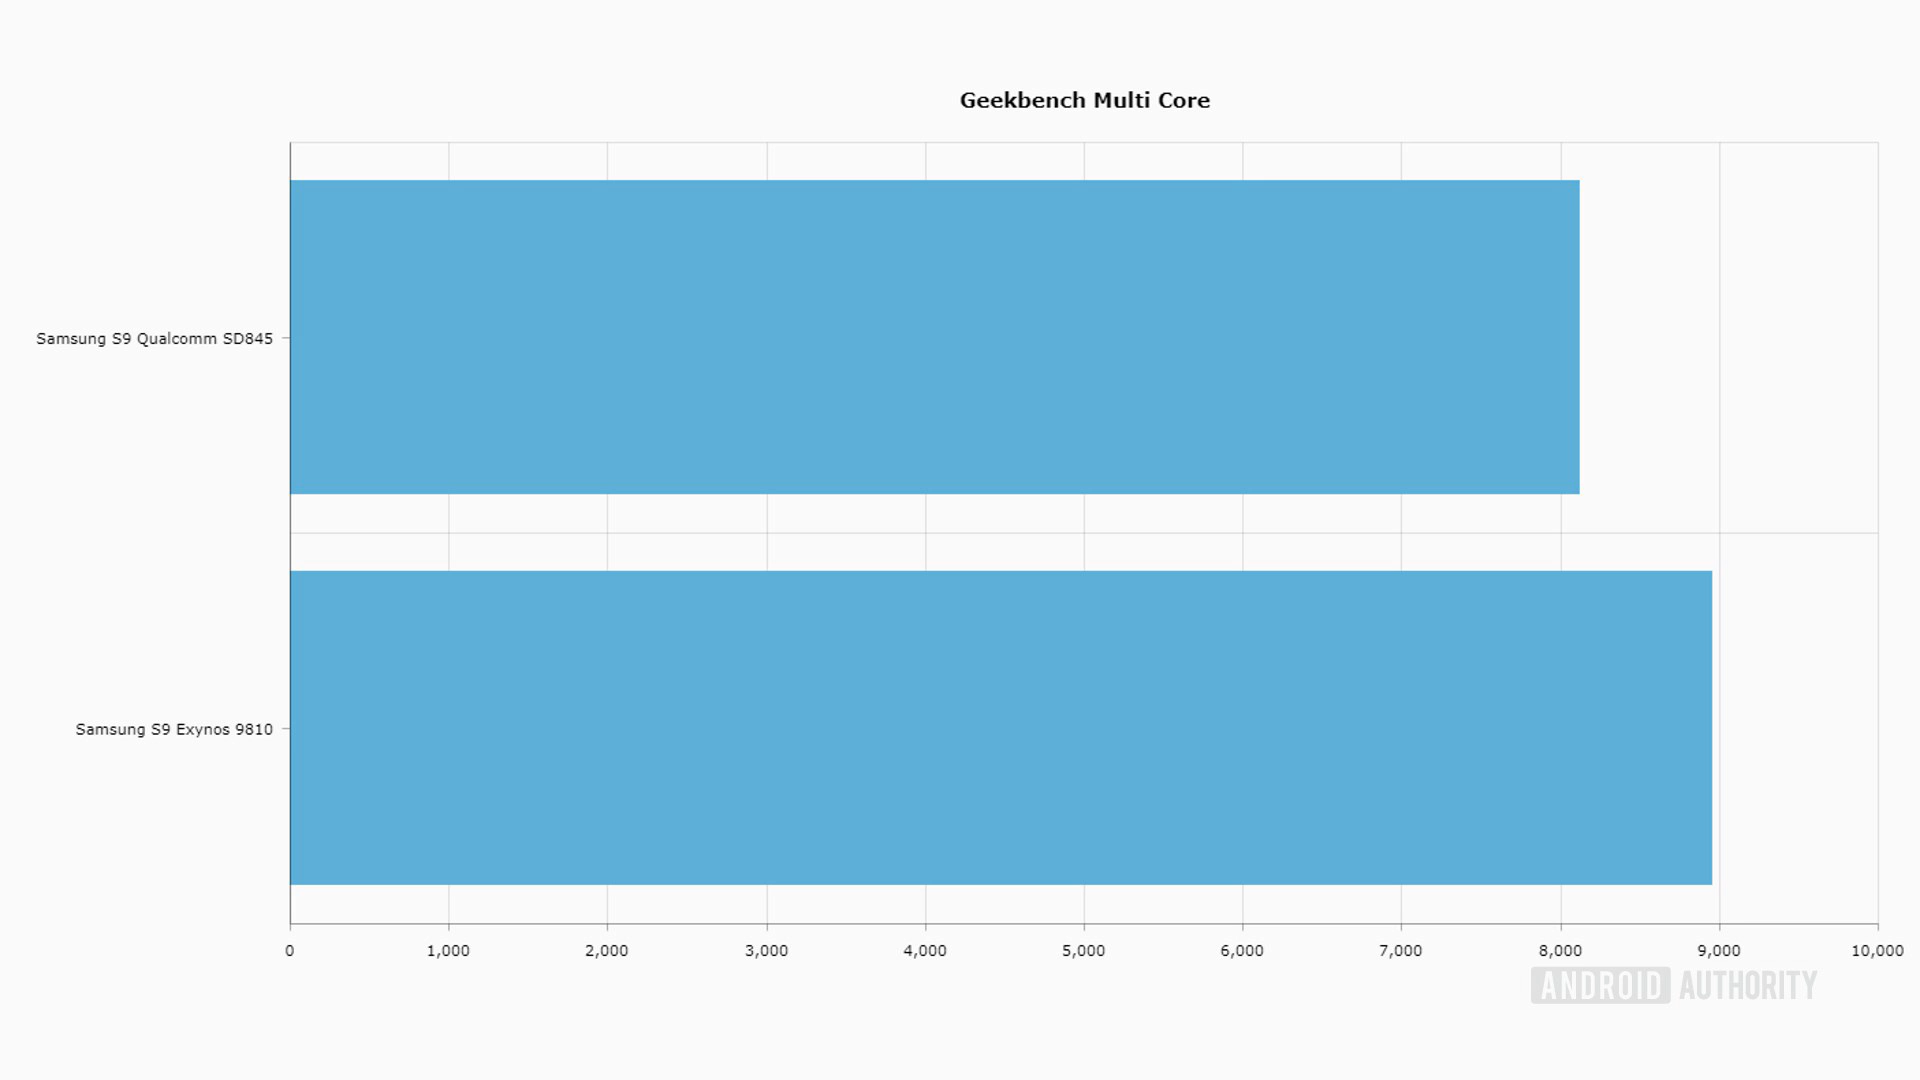 Geekbench Multi Core
Samsung S9 Qualcomm SD845
Samsung S9 Exynos 9810
0 1,000 2,000 3,000 4,000 5,000 6,000 7,000 8,000 9,000 10,000
ANDROID AUTHORITY